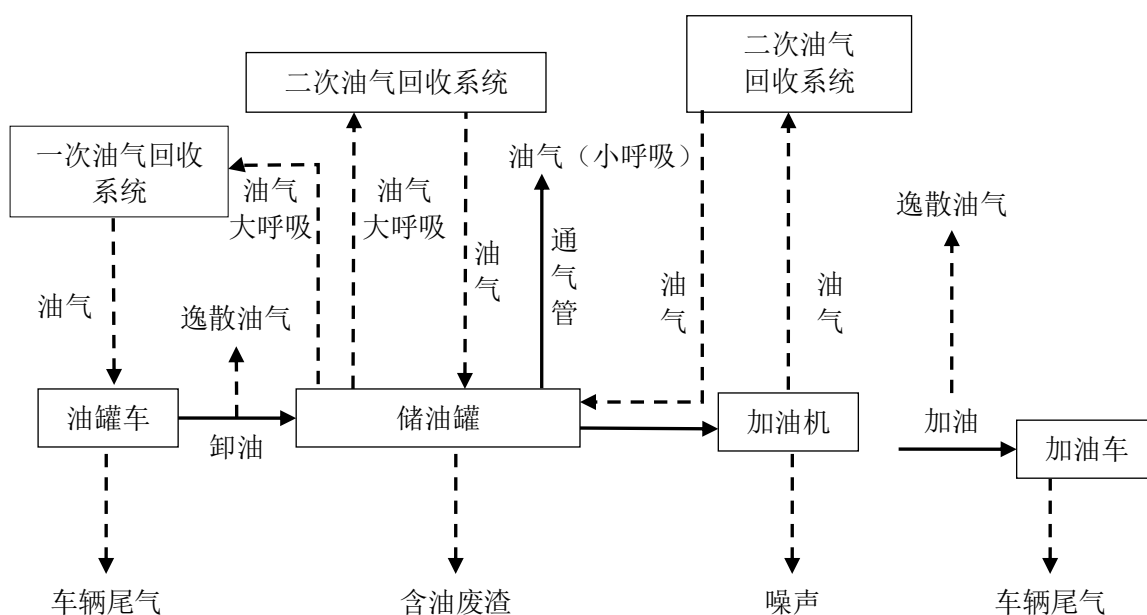 二次油气
回收系统
二次油气回收系统
一次油气回收
系统
油气（小呼吸）
油气
大呼吸
油气
大呼吸
逸散油气
油气
通气管
油气
油气
油气
逸散油气
油罐车
卸油
储油罐
加油机
加油
加油车
车辆尾气
含油废渣
噪声
车辆尾气